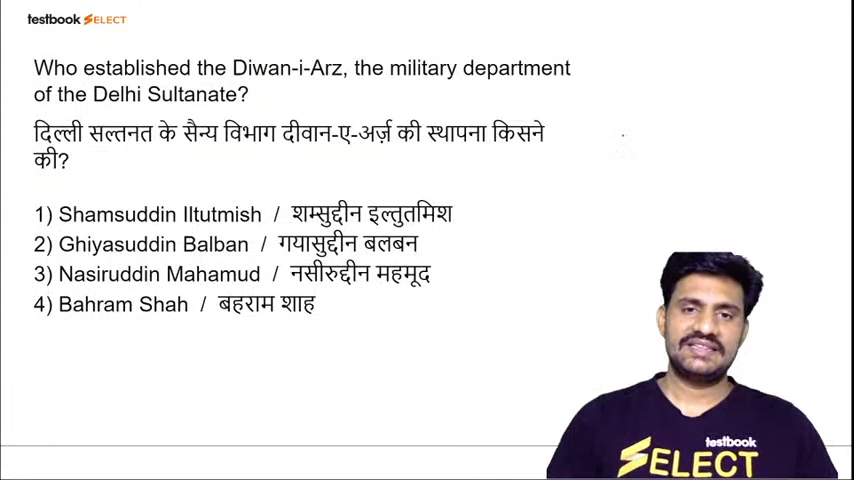 testbook SELECT
Who established the Diwan-i-Arz, the military department
of the Delhi Sultanate?
दिल्ली सल्तनत के सैन्य विभाग दीवान-ए-अर्ज़ की स्थापना किसने
की?
1) Shamsuddin Iltutmish / शम्सुद्दीन इल्तुतमिश
2) Ghiyasuddin Balban / गयासुद्दीन बलबन
3) Nasiruddin Mahamud / नसीरुद्दीन महमूद
4) Bahram Shah / बहराम शाह
testbook
SELECT